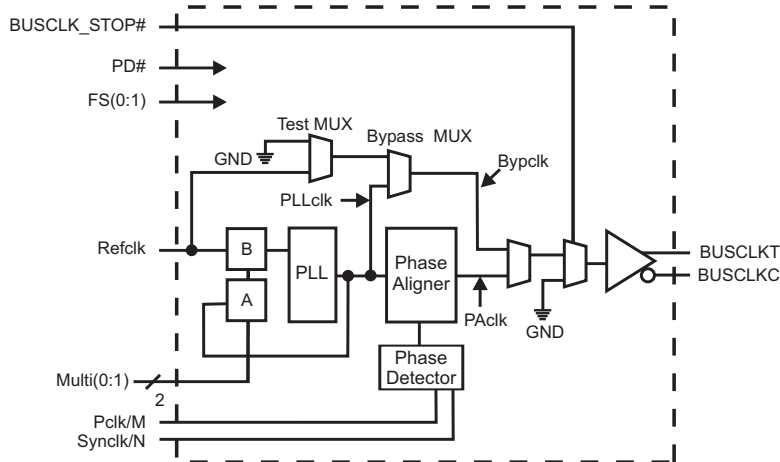 BUSCLK_STOP#
PD#
FS(0:1)
Test MUX
Bypass MUX
GND
Bypclk
PLLclk
Refclk
B
PLL
Phase
Aligner
BUSCLKT
BUSCLKC
A
PAclk
GND
Phase
Detector
Multi(0:1)
2
Pclk/M
Synclk/N